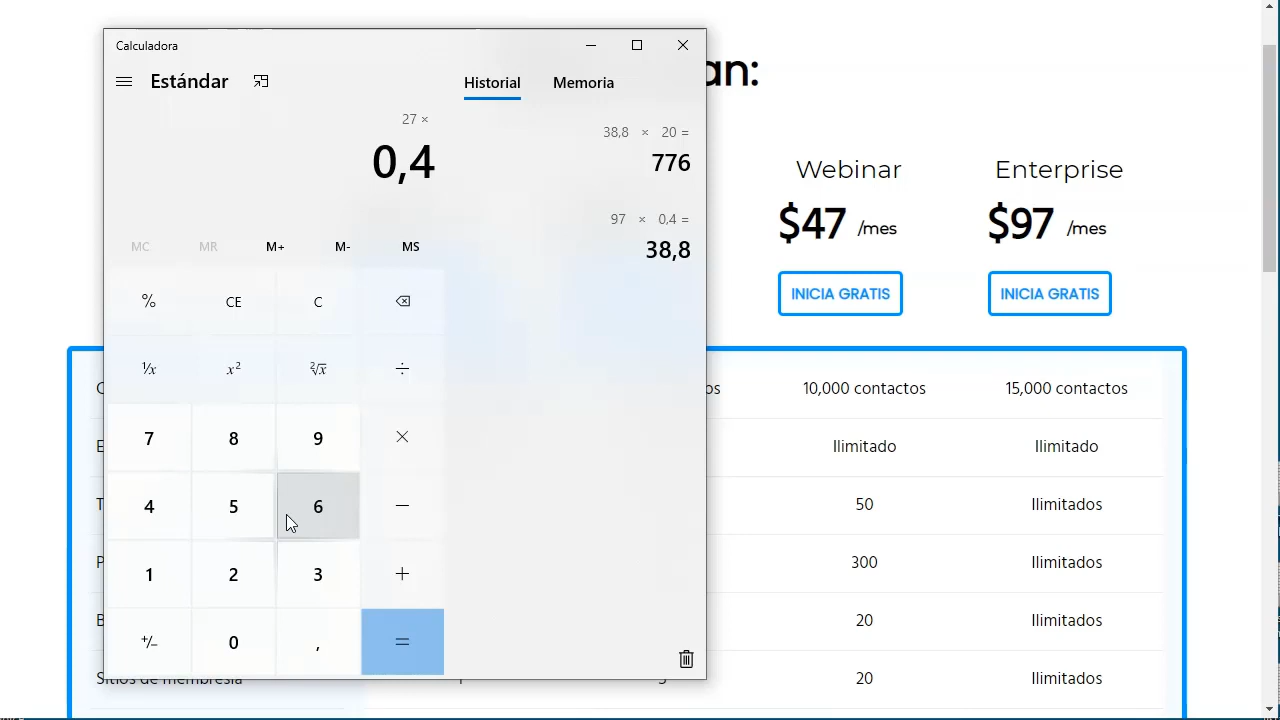 Calculadora
Estándar
Historial Memoria
27 ×
0,4
38,8 × 20 =
776
97 × 0,4 =
38,8
MC MR M+ M- MS
% CE C
¹/x x² ²√x ÷
7 8 9 ×
4 5 6 −
1 2 3 +
+/− 0 , =
an:
Webinar Enterprise
$47 /mes $97 /mes
INICIA GRATIS INICIA GRATIS
os 10,000 contactos 15,000 contactos
Ilimitado Ilimitado
50 Ilimitados
300 Ilimitados
20 Ilimitados
Sitios de membresía 20 Ilimitados